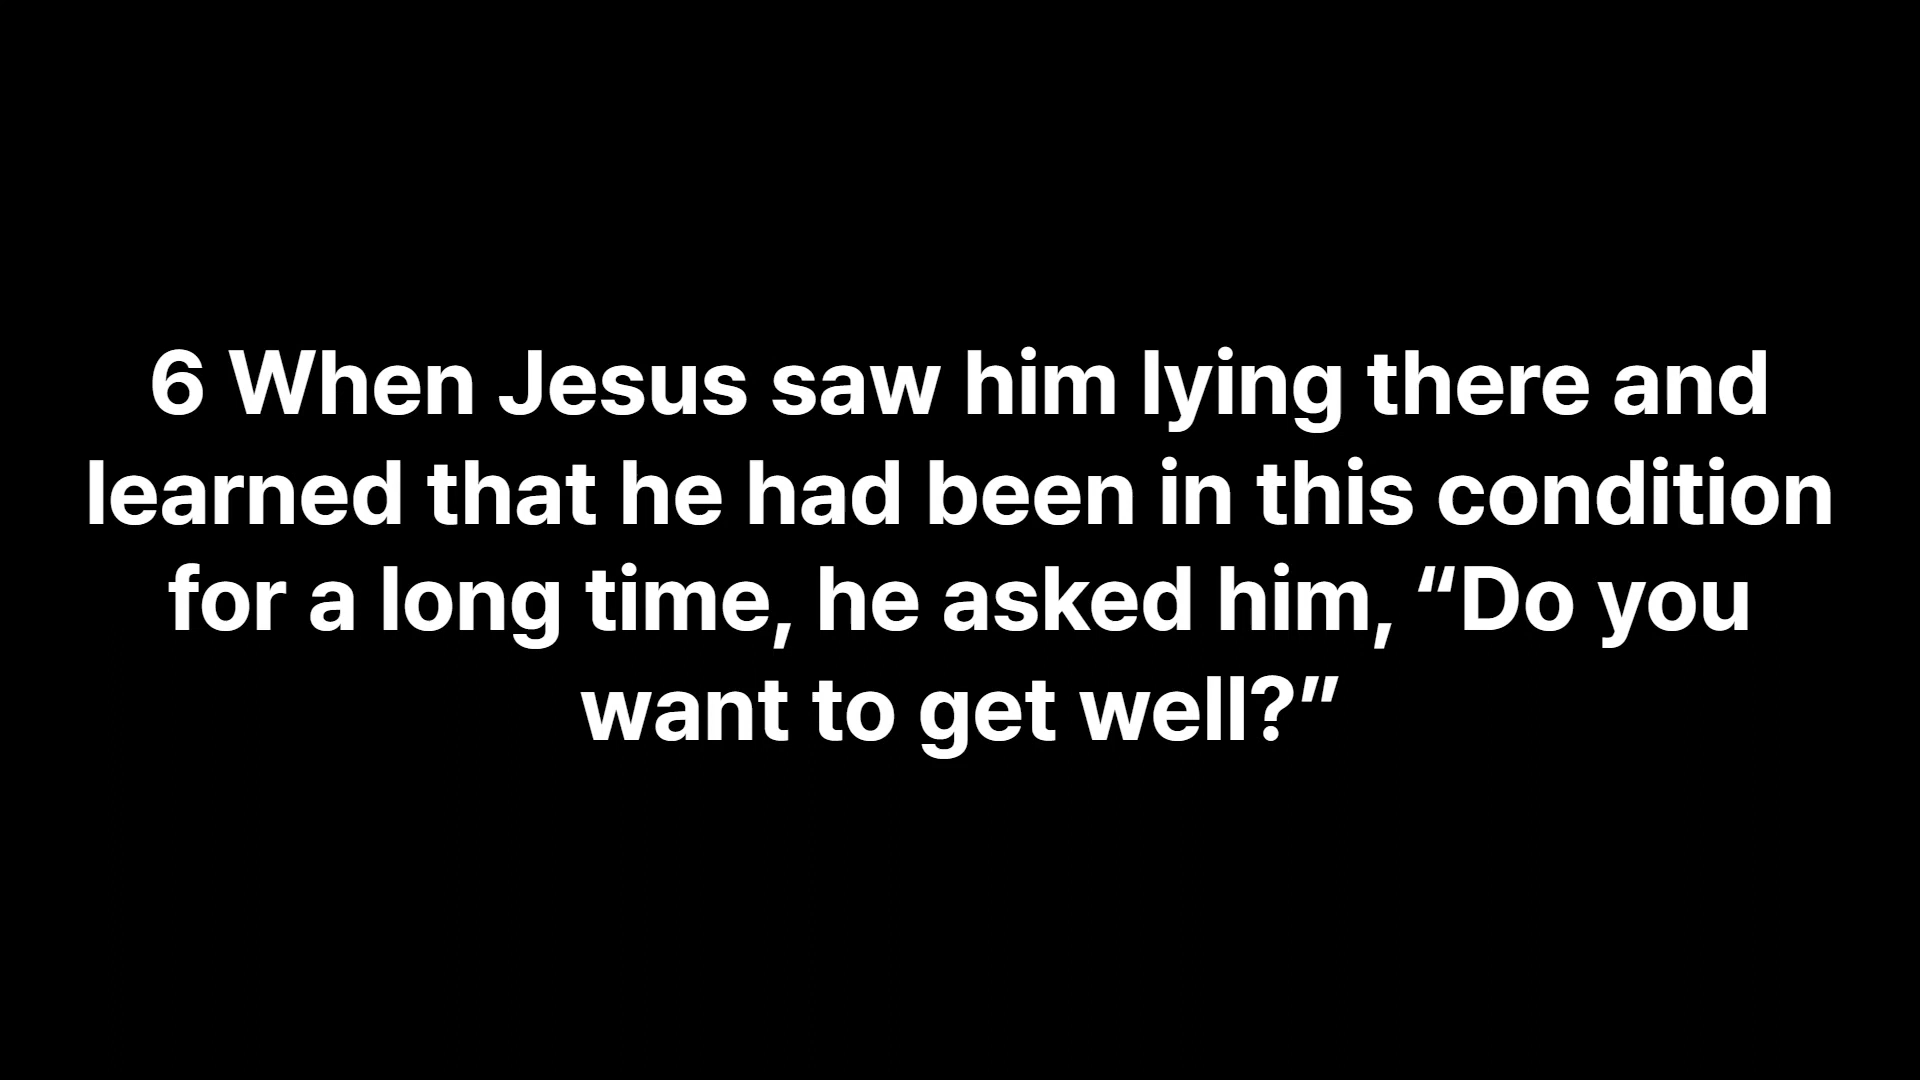 6 When Jesus saw him lying there and
learned that he had been in this condition
for a long time, he asked him, “Do you
want to get well?”